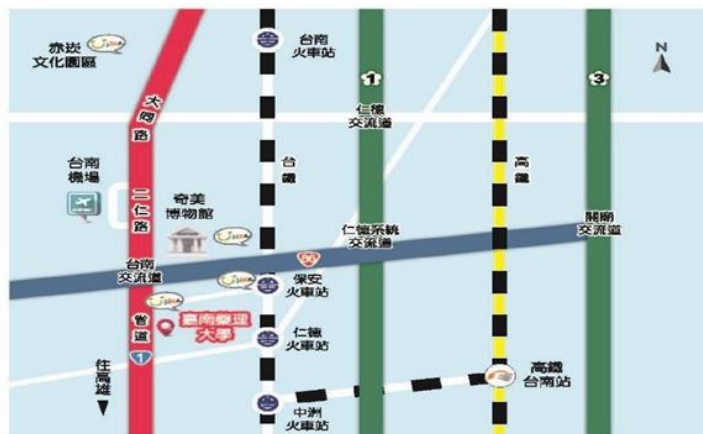 赤崁
文化園區
台南
火車站
N
1
3
大同路
仁德
交流道
台鐵
高鐵
台南
機場
二仁路
奇美
博物館
仁德系統
交流道
關廟
交流道
台南
交流道
86
保安
火車站
省道
臺南藥理
大學
仁德
火車站
1
高鐵
台南站
往高雄
中洲
火車站